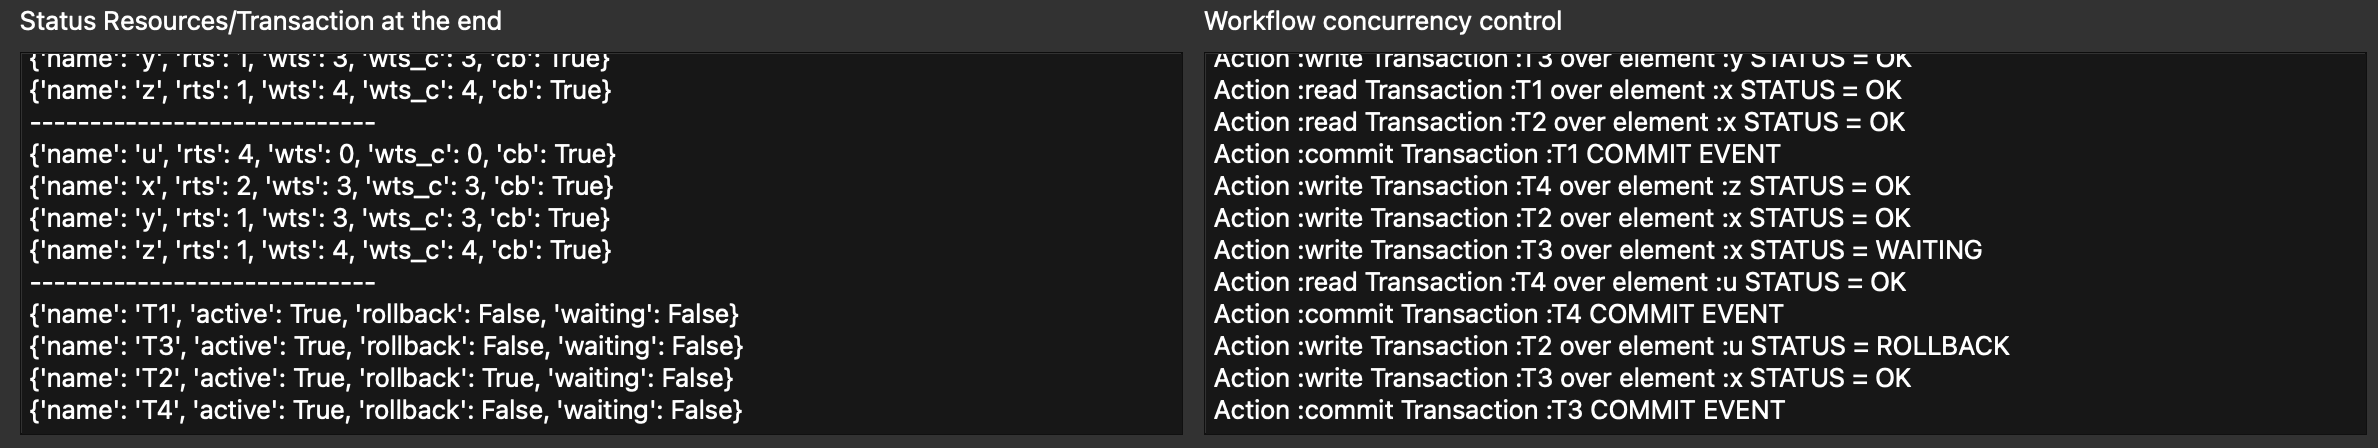 Status Resources/Transaction at the end
{'name': 'y', 'rts': 1, 'wts': 3, 'wts_c': 3, 'cb': True}
{'name': 'z', 'rts': 1, 'wts': 4, 'wts_c': 4, 'cb': True}
-----------------------------
{'name': 'u', 'rts': 4, 'wts': 0, 'wts_c': 0, 'cb': True}
{'name': 'x', 'rts': 2, 'wts': 3, 'wts_c': 3, 'cb': True}
{'name': 'y', 'rts': 1, 'wts': 3, 'wts_c': 3, 'cb': True}
{'name': 'z', 'rts': 1, 'wts': 4, 'wts_c': 4, 'cb': True}
-----------------------------
{'name': 'T1', 'active': True, 'rollback': False, 'waiting': False}
{'name': 'T3', 'active': True, 'rollback': False, 'waiting': False}
{'name': 'T2', 'active': True, 'rollback': True, 'waiting': False}
{'name': 'T4', 'active': True, 'rollback': False, 'waiting': False}
Workflow concurrency control
Action :write Transaction :T3 over element :y STATUS = OK
Action :read Transaction :T1 over element :x STATUS = OK
Action :read Transaction :T2 over element :x STATUS = OK
Action :commit Transaction :T1 COMMIT EVENT
Action :write Transaction :T4 over element :z STATUS = OK
Action :write Transaction :T2 over element :x STATUS = OK
Action :write Transaction :T3 over element :x STATUS = WAITING
Action :read Transaction :T4 over element :u STATUS = OK
Action :commit Transaction :T4 COMMIT EVENT
Action :write Transaction :T2 over element :u STATUS = ROLLBACK
Action :write Transaction :T3 over element :x STATUS = OK
Action :commit Transaction :T3 COMMIT EVENT